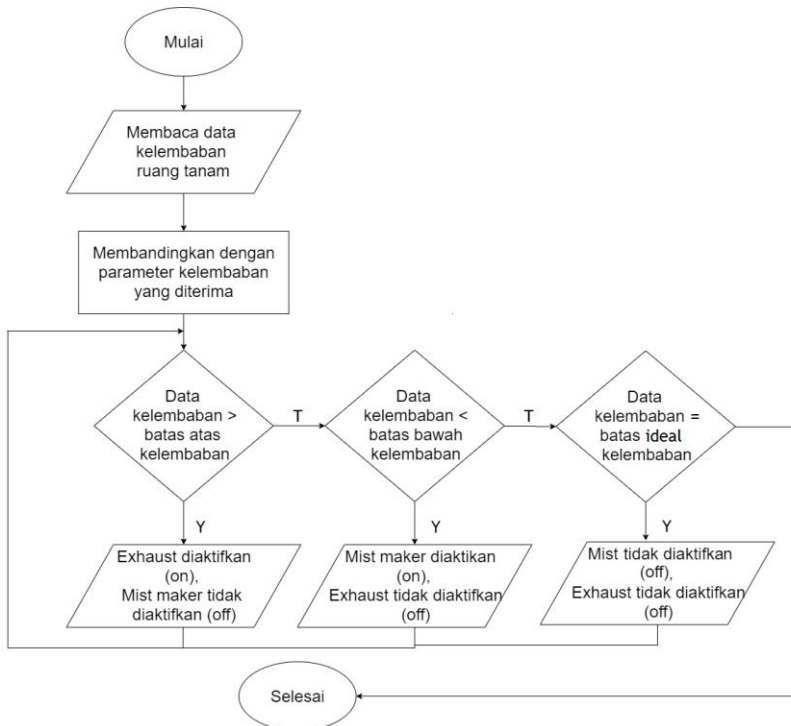 Mulai
Membaca data
kelembaban
ruang tanam
Membandingkan dengan
parameter kelembaban
yang diterima
Data
kelembaban >
batas atas
kelembaban
T
Data
kelembaban <
batas bawah
kelembaban
T
Data
kelembaban =
batas ideal
kelembaban
Y
Y
Y
Exhaust diaktifkan
(on),
Mist maker tidak
diaktifkan (off)
Mist maker diaktikan
(on),
Exhaust tidak diaktifkan
(off)
Mist tidak diaktifkan
(off),
Exhaust tidak diaktifkan
(off)
Selesai